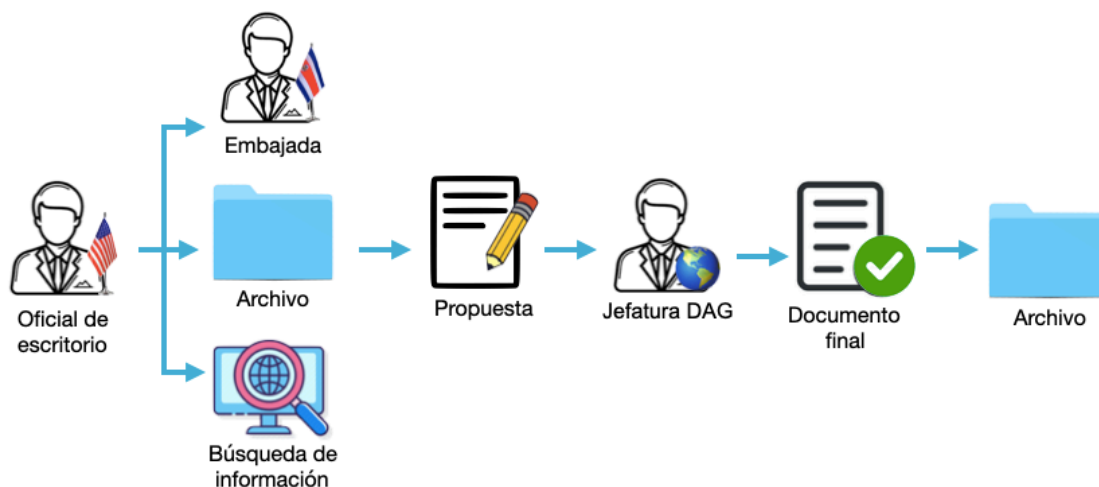 Embajada
Oficial de
escritorio
Archivo
Búsqueda de
información
Propuesta
Jefatura DAG
Documento
final
Archivo